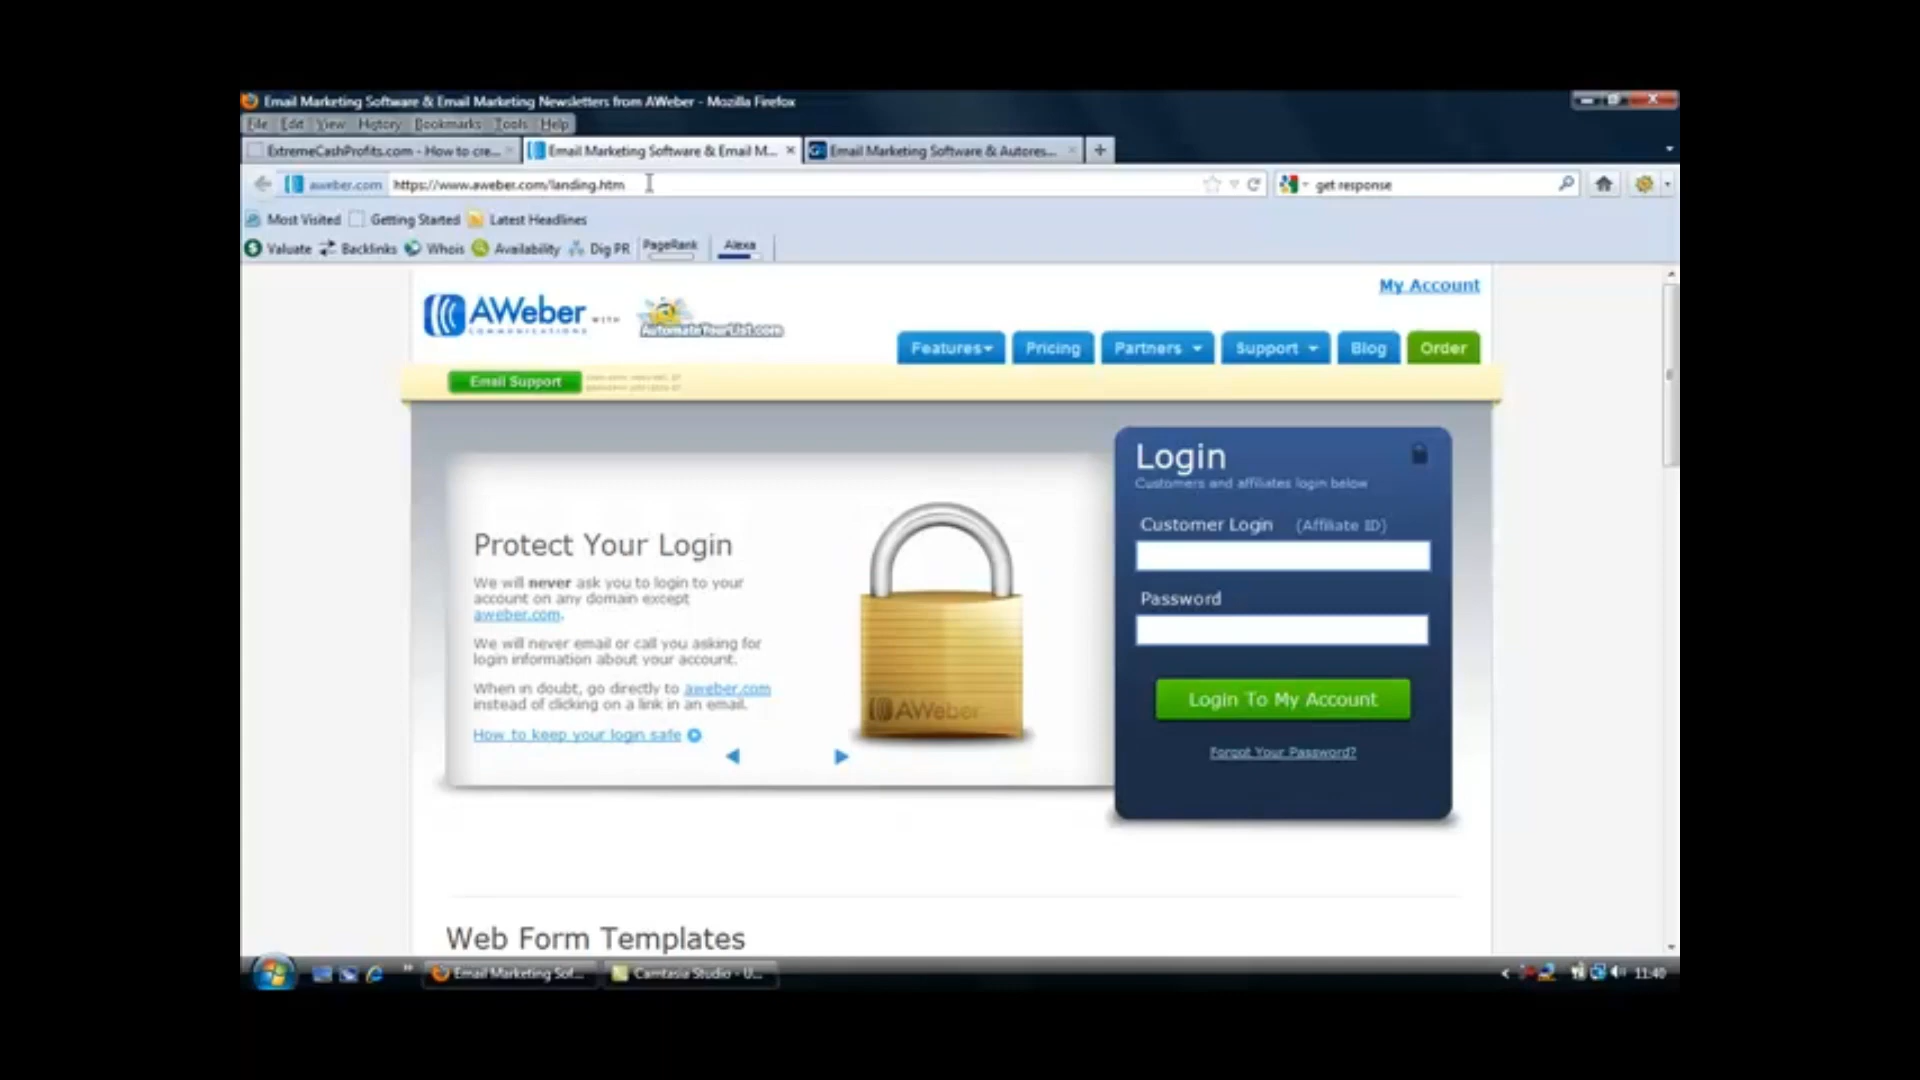 Email Marketing Software & Email Marketing Newsletters from AWeber - Mozilla Firefox
File Edit View History Bookmarks Tools Help
ExtremeCashProfits.com - How to cre... Email Marketing Software & Email M... Email Marketing Software & Autores...
aweber.com https://www.aweber.com/landing.htm get response
Most Visited Getting Started Latest Headlines
Valuate Backlinks Whois Availability Dig PR PageRank Alexa
My Account
AWeber WITH AutomateYourList.com
COMMUNICATIONS
Features Pricing Partners Support Blog Order
Email Support
Login
Customers and affiliates login below
Customer Login (Affiliate ID)
Password
Login To My Account
Forgot Your Password?
Protect Your Login
We will never ask you to login to your
account on any domain except
aweber.com.
We will never email or call you asking for
login information about your account.
When in doubt, go directly to aweber.com
instead of clicking on a link in an email.
How to keep your login safe
AWeber
Web Form Templates
Email Marketing Sof... Camtasia Studio - U... 11:40